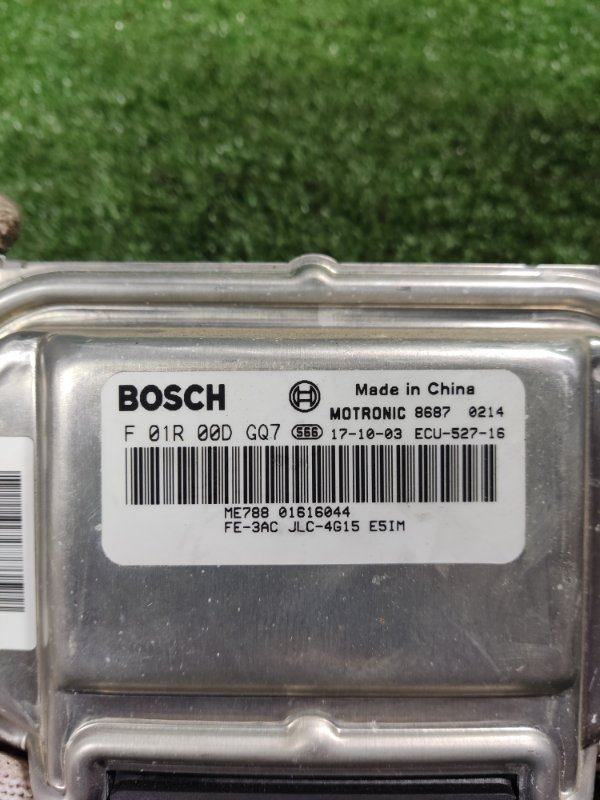 BOSCH Made in China
MOTRONIC 8687 0214
F 01R 00D GQ7 S66 17-10-03 ECU-527-16
ME788 01616044
FE-3AC JLC-4G15 E5IM